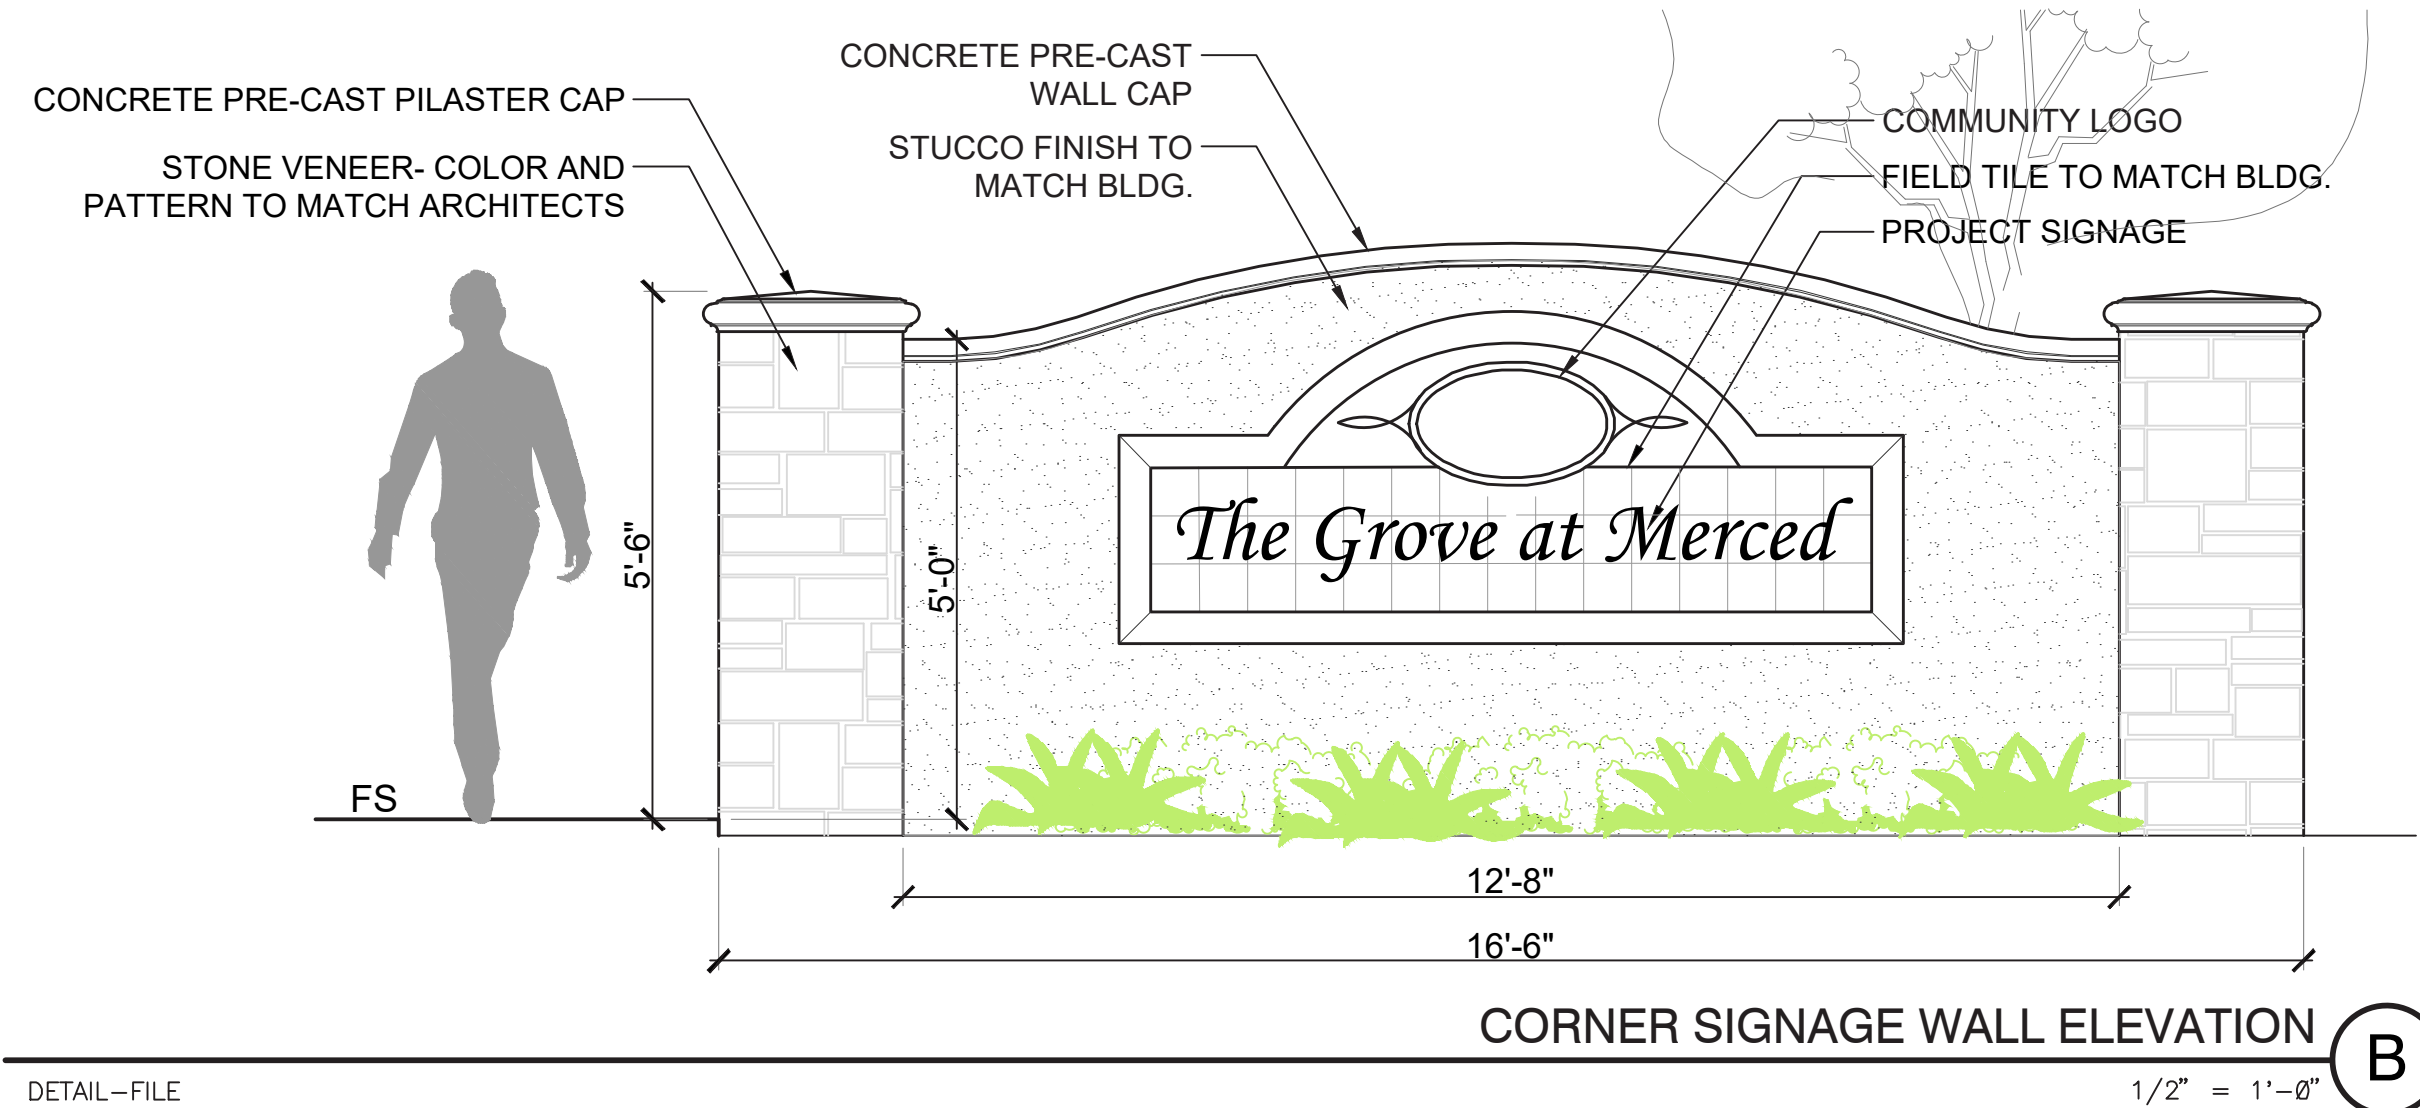 CONCRETE PRE-CAST PILASTER CAP
STONE VENEER- COLOR AND
PATTERN TO MATCH ARCHITECTS
CONCRETE PRE-CAST
WALL CAP
STUCCO FINISH TO
MATCH BLDG.
COMMUNITY LOGO
FIELD TILE TO MATCH BLDG.
PROJECT SIGNAGE
5'-6"
5'-0"
The Grove at Merced
FS
12'-8"
16'-6"
CORNER SIGNAGE WALL ELEVATION
B
DETAIL-FILE
1/2" = 1'-0"